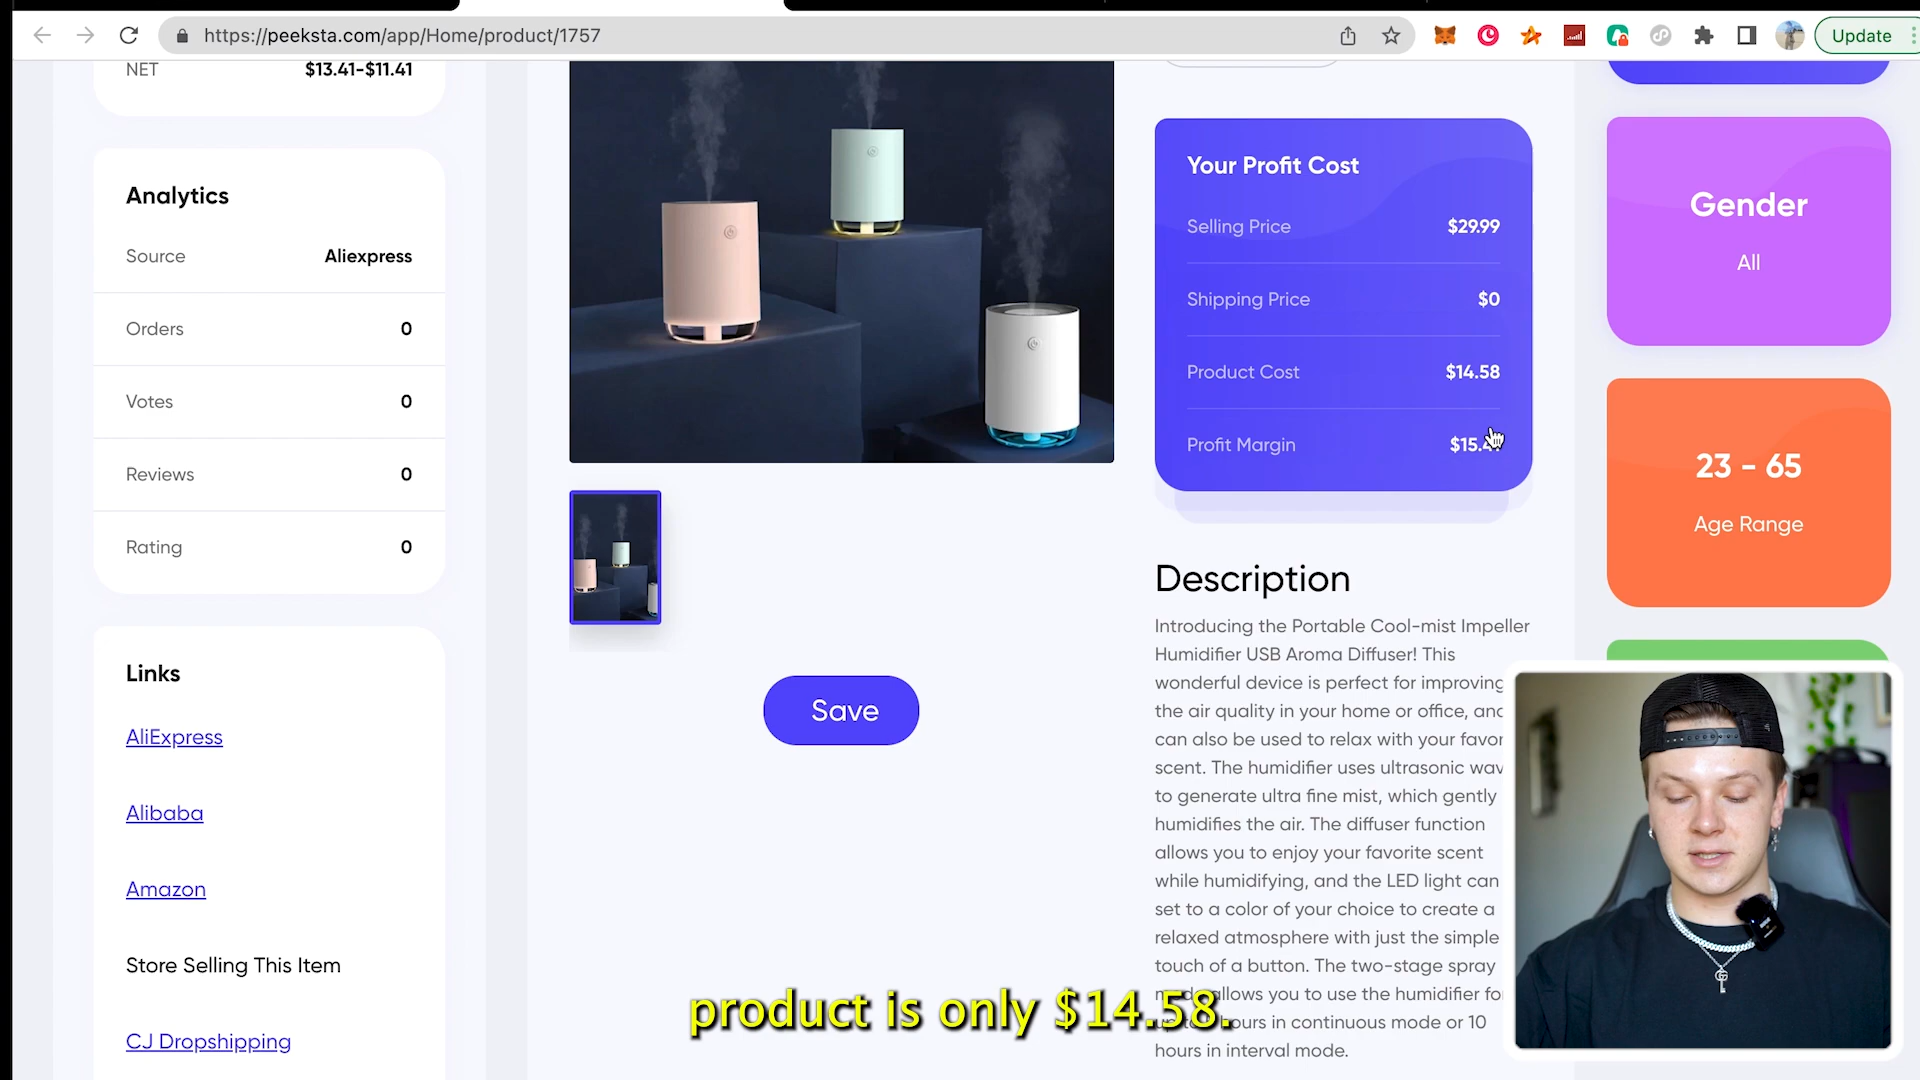 https://peeksta.com/app/Home/product/1757
Update
NET $13.41-$11.41
Analytics
Source Aliexpress
Orders 0
Votes 0
Reviews 0
Rating 0
Links
AliExpress
Alibaba
Amazon
Store Selling This Item
CJ Dropshipping
Save
Your Profit Cost
Selling Price $29.99
Shipping Price $0
Product Cost $14.58
Profit Margin
Description
Introducing the Portable Cool-mist Impeller
Humidifier USB Aroma Diffuser! This
wonderful device is perfect for improving
the air quality in your home or office, and
can also be used to relax with your favor
scent. The humidifier uses ultrasonic wav
to generate ultra fine mist, which gently
humidifies the air. The diffuser function
allows you to enjoy your favorite scent
while humidifying, and the LED light can
set to a color of your choice to create a
relaxed atmosphere with just the simple
touch of a button. The two-stage spray
allows you to use the humidifier fo
hours in continuous mode or 10
hours in interval mode.
Gender
All
23 - 65
Age Range
product is only $14.58.